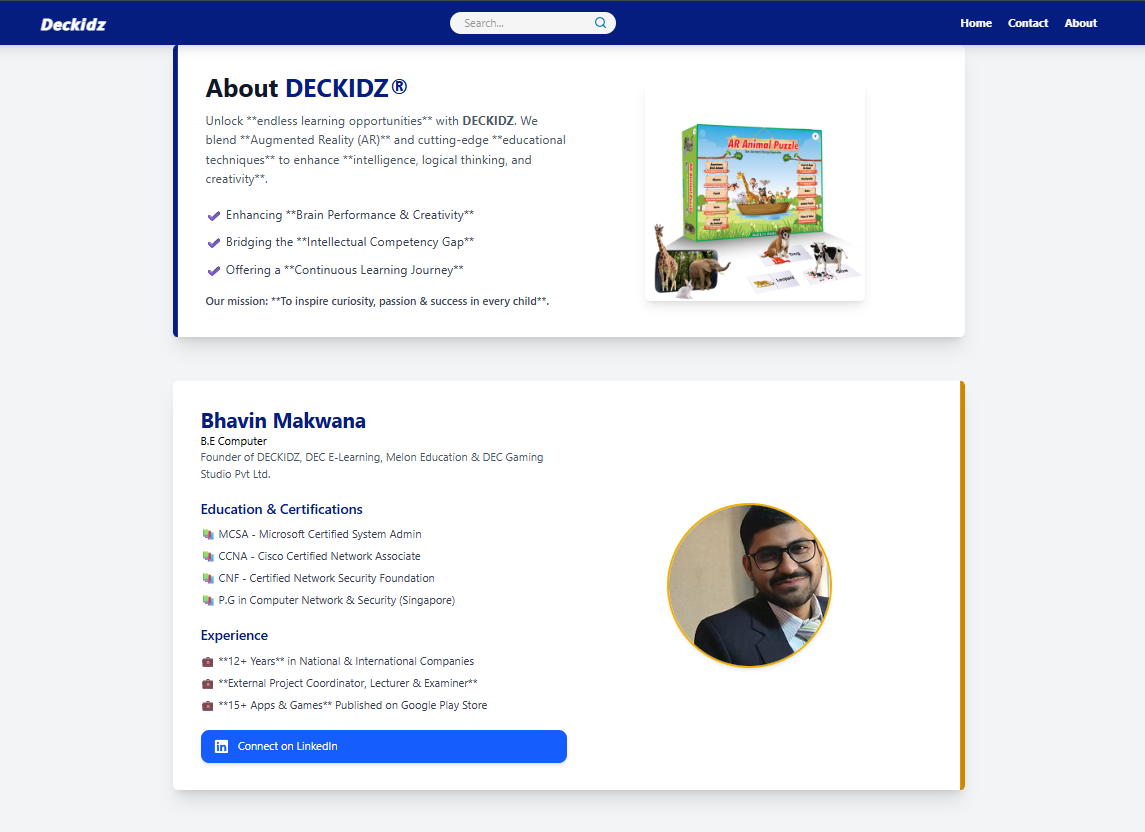 Deckidz
Search...
Home Contact About
About DECKIDZ®
Unlock **endless learning opportunities** with DECKIDZ. We
blend **Augmented Reality (AR)** and cutting-edge **educational
techniques** to enhance **intelligence, logical thinking, and
creativity**.
Enhancing **Brain Performance & Creativity**
Bridging the **Intellectual Competency Gap**
Offering a **Continuous Learning Journey**
Our mission: **To inspire curiosity, passion & success in every child**.
AR Animal Puzzle
Dog
Leopard
Cow
Bhavin Makwana
B.E Computer
Founder of DECKIDZ, DEC E-Learning, Melon Education & DEC Gaming
Studio Pvt Ltd.
Education & Certifications
MCSA - Microsoft Certified System Admin
CCNA - Cisco Certified Network Associate
CNF - Certified Network Security Foundation
P.G in Computer Network & Security (Singapore)
Experience
**12+ Years** in National & International Companies
**External Project Coordinator, Lecturer & Examiner**
**15+ Apps & Games** Published on Google Play Store
Connect on LinkedIn